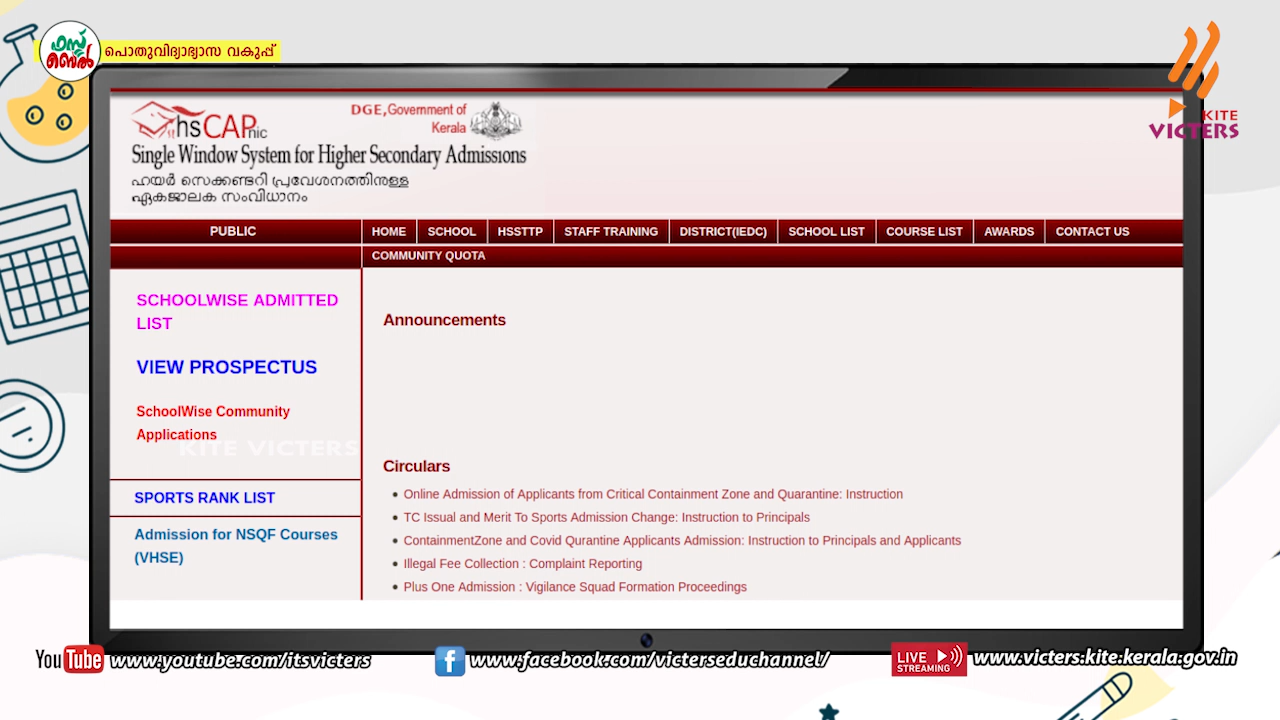 ഫസ്റ്റ്
ബെൽ
പൊതുവിദ്യാഭ്യാസ വകുപ്പ്
KITE
VICTERS
hsCAPnic
DGE,Government of
Kerala
Single Window System for Higher Secondary Admissions
ഹയർ സെക്കണ്ടറി പ്രവേശനത്തിനുള്ള
ഏകജാലക സംവിധാനം
PUBLIC HOME SCHOOL HSSTTP STAFF TRAINING DISTRICT(IEDC) SCHOOL LIST COURSE LIST AWARDS CONTACT US
COMMUNITY QUOTA
SCHOOLWISE ADMITTED
LIST
VIEW PROSPECTUS
SchoolWise Community
Applications
KITE VICTERS
SPORTS RANK LIST
Admission for NSQF Courses
(VHSE)
Announcements
Circulars
Online Admission of Applicants from Critical Containment Zone and Quarantine: Instruction
TC Issual and Merit To Sports Admission Change: Instruction to Principals
ContainmentZone and Covid Qurantine Applicants Admission: Instruction to Principals and Applicants
Illegal Fee Collection : Complaint Reporting
Plus One Admission : Vigilance Squad Formation Proceedings
YouTube www.youtube.com/itsvicters
f www.facebook.com/victerseduchannel/
LIVE
STREAMING
www.victers.kite.kerala.gov.in